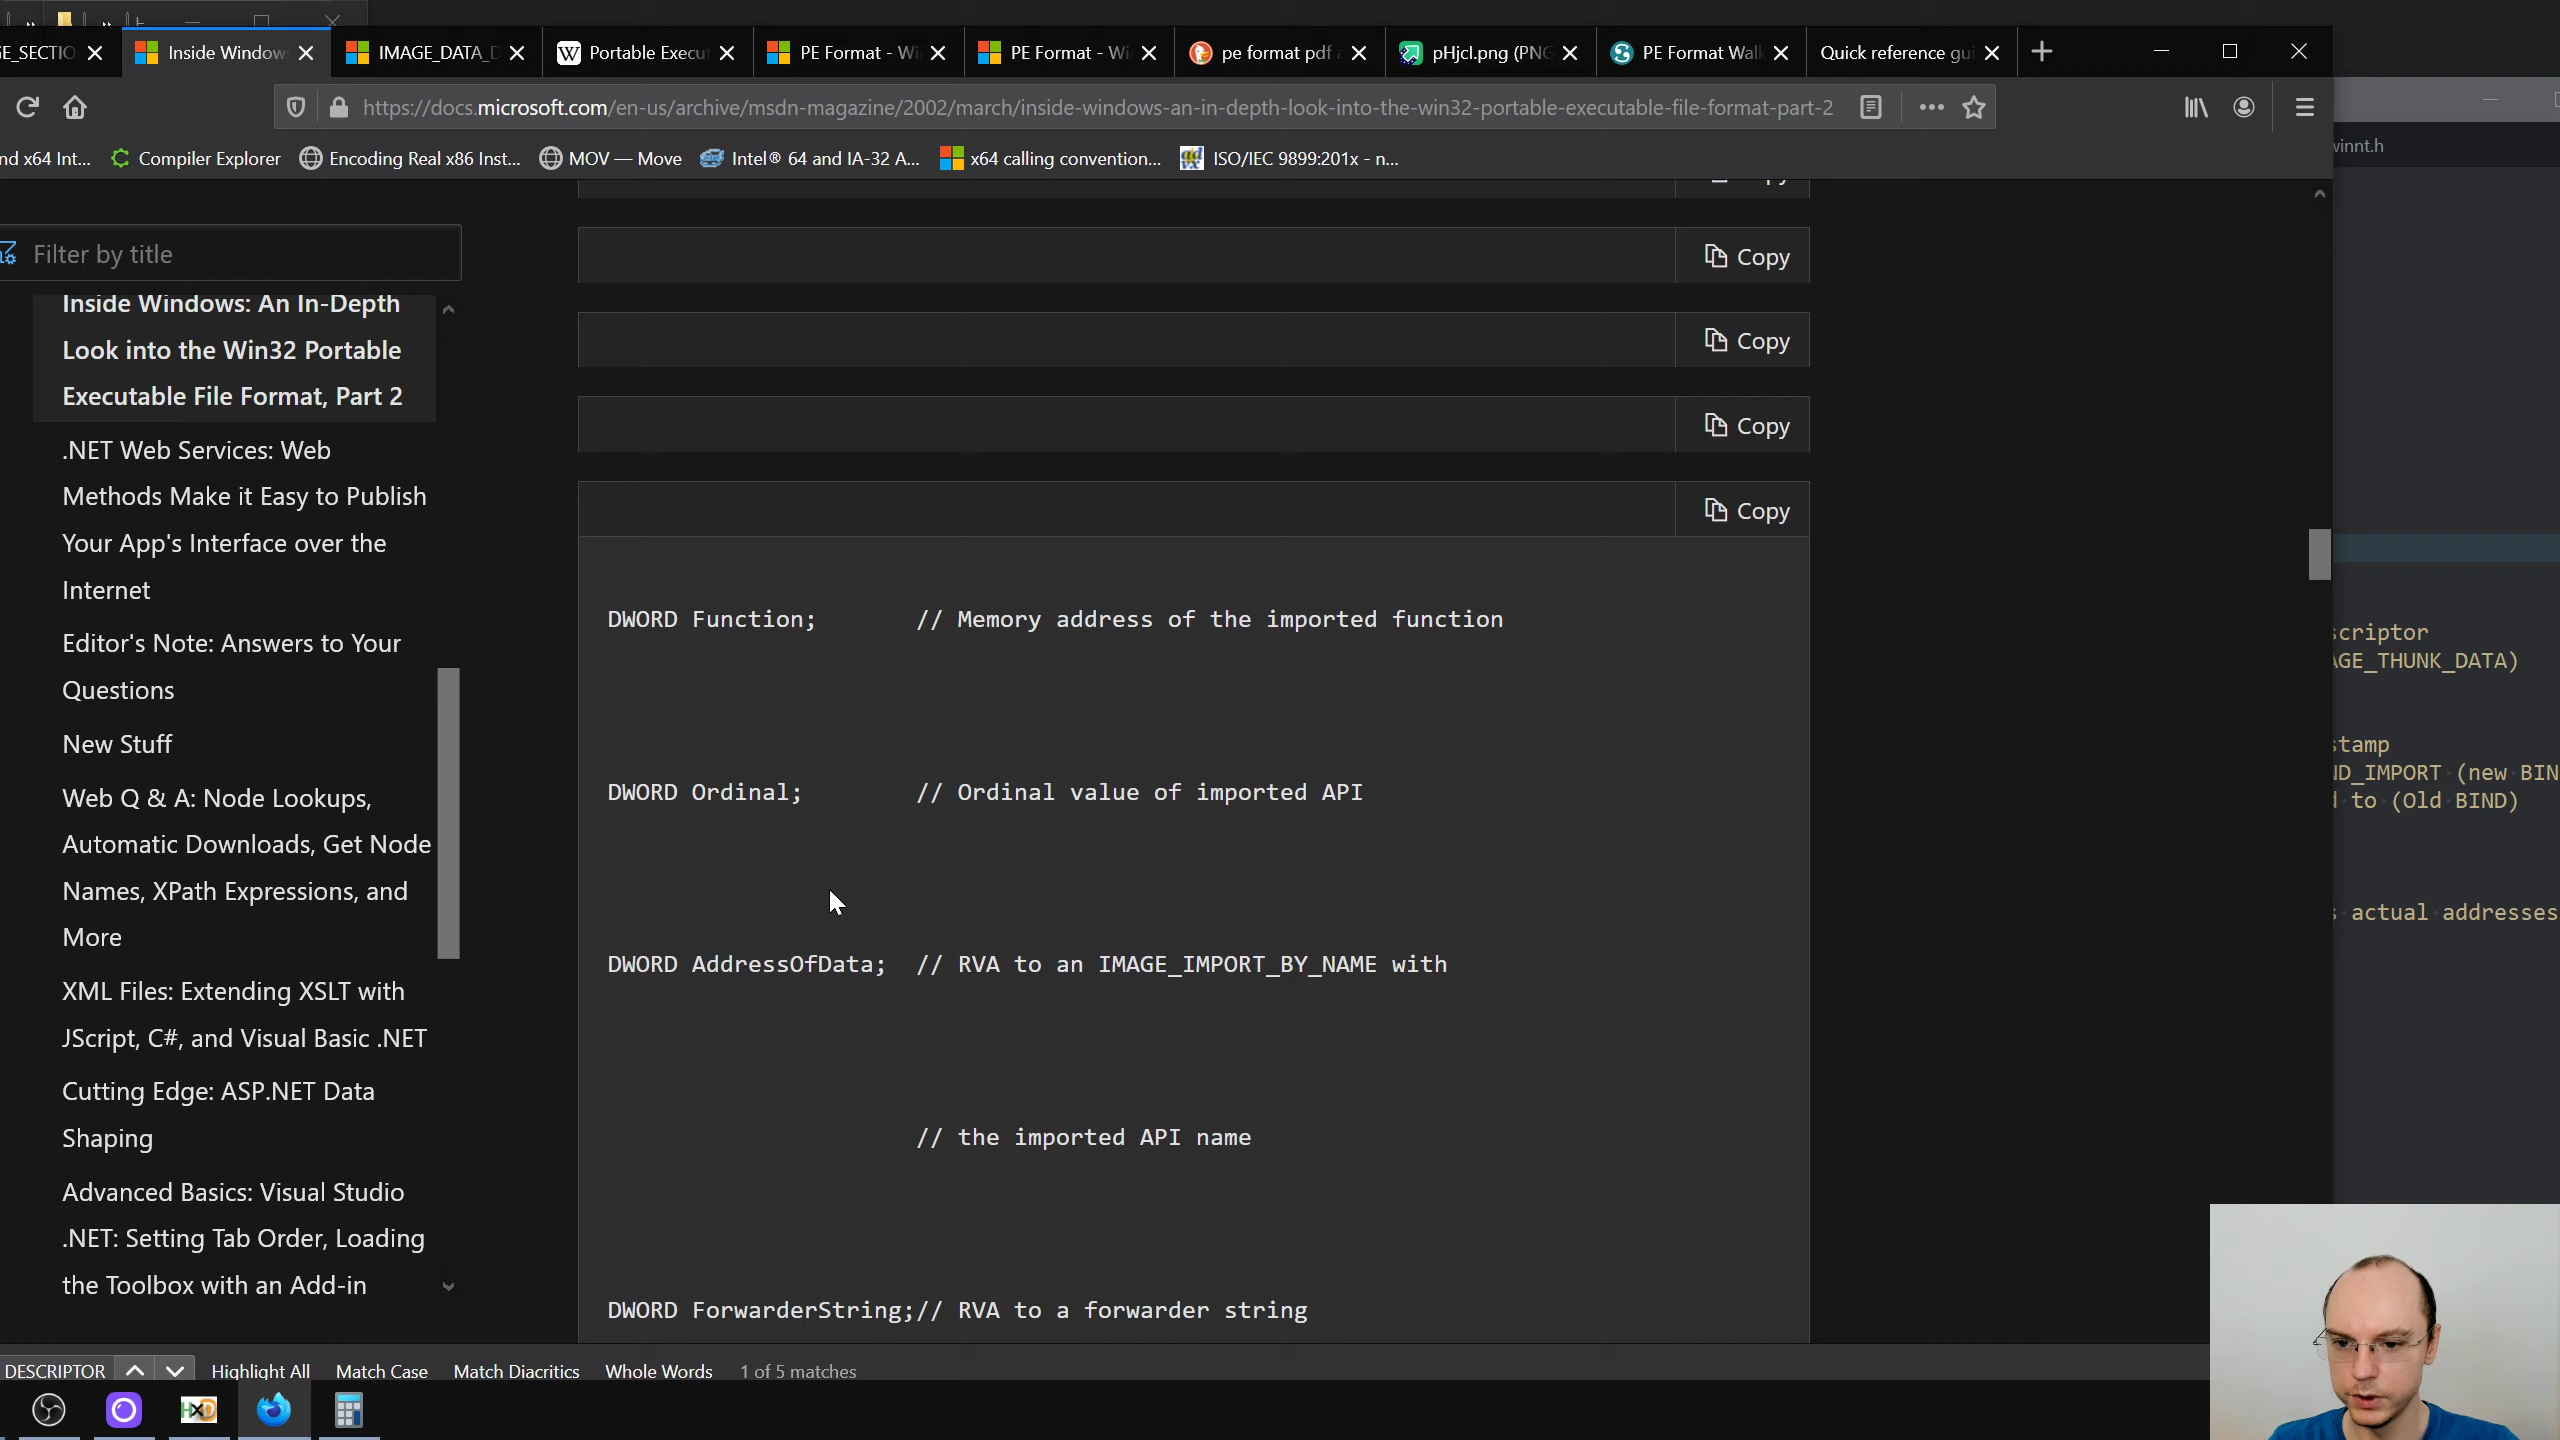 GE_SECTIO
Inside Window
IMAGE_DATA_D
Portable Execut
PE Format - Wi
PE Format - Wi
pe format pdf a
pHjcl.png (PNG
PE Format Wal
Quick reference gu
https://docs.microsoft.com/en-us/archive/msdn-magazine/2002/march/inside-windows-an-in-depth-look-into-the-win32-portable-executable-file-format-part-2
nd x64 Int...
Compiler Explorer
Encoding Real x86 Inst...
MOV — Move
Intel® 64 and IA-32 A...
x64 calling convention...
ISO/IEC 9899:201x - n...
winnt.h
Filter by title
Inside Windows: An In-Depth
Look into the Win32 Portable
Executable File Format, Part 2
.NET Web Services: Web
Methods Make it Easy to Publish
Your App's Interface over the
Internet
Editor's Note: Answers to Your
Questions
New Stuff
Web Q & A: Node Lookups,
Automatic Downloads, Get Node
Names, XPath Expressions, and
More
XML Files: Extending XSLT with
JScript, C#, and Visual Basic .NET
Cutting Edge: ASP.NET Data
Shaping
Advanced Basics: Visual Studio
.NET: Setting Tab Order, Loading
the Toolbox with an Add-in
Copy
Copy
Copy
Copy
DWORD Function; // Memory address of the imported function
DWORD Ordinal; // Ordinal value of imported API
DWORD AddressOfData; // RVA to an IMAGE_IMPORT_BY_NAME with
// the imported API name
DWORD ForwarderString;// RVA to a forwarder string
scriptor
AGE_THUNK_DATA)
stamp
ND_IMPORT (new BIN
d to (Old BIND)
s actual addresses
DESCRIPTOR
Highlight All
Match Case
Match Diacritics
Whole Words
1 of 5 matches
HxD